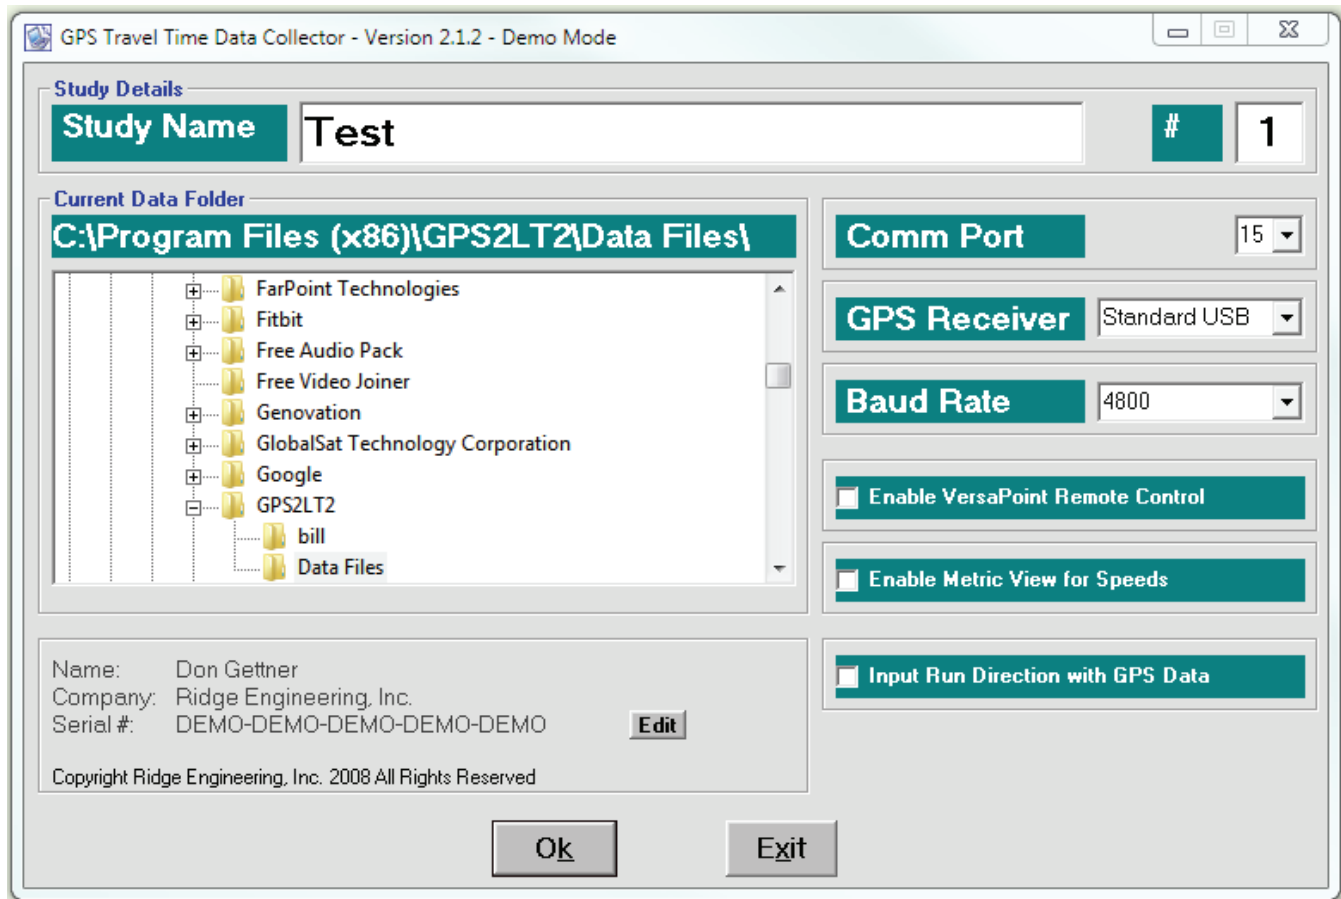 GPS Travel Time Data Collector - Version 2.1.2 - Demo Mode
Study Details
Study Name Test # 1
Current Data Folder
C:\Program Files (x86)\GPS2LT2\Data Files\
FarPoint Technologies
Fitbit
Free Audio Pack
Free Video Joiner
Genovation
GlobalSat Technology Corporation
Google
GPS2LT2
bill
Data Files
Comm Port 15
GPS Receiver Standard USB
Baud Rate 4800
Enable VersaPoint Remote Control
Enable Metric View for Speeds
Input Run Direction with GPS Data
Name: Don Gettner
Company: Ridge Engineering, Inc.
Serial #: DEMO-DEMO-DEMO-DEMO-DEMO Edit
Copyright Ridge Engineering, Inc. 2008 All Rights Reserved
Ok Exit